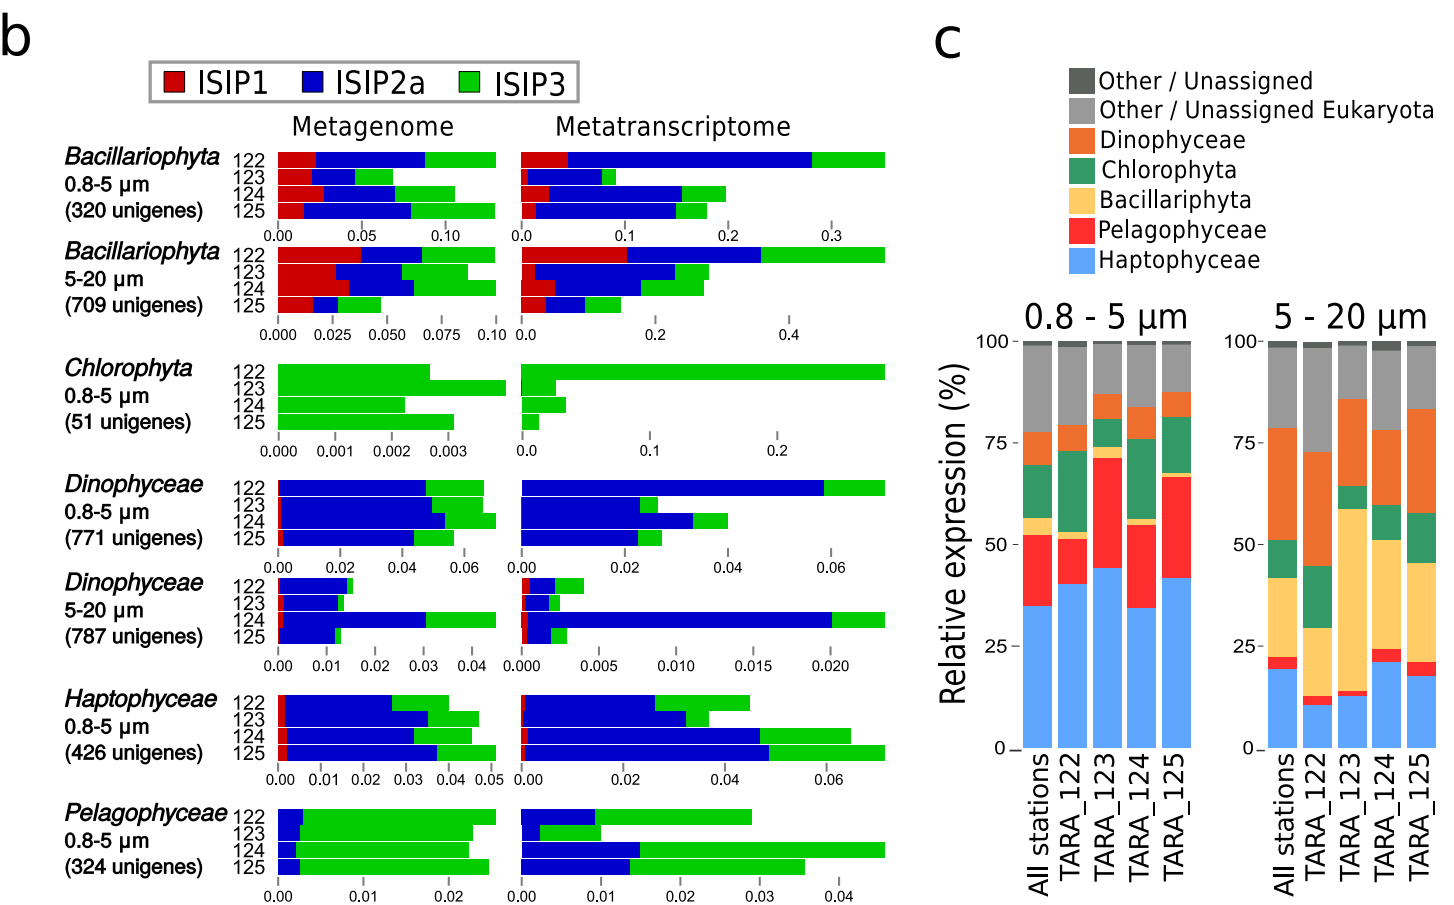 b
ISIP1 ISIP2a ISIP3
Metagenome Metatranscriptome
Bacillariophyta
0.8-5 µm
(320 unigenes)
122
123
124
125
0.00 0.05 0.10
0.0 0.1 0.2 0.3
Bacillariophyta
5-20 µm
(709 unigenes)
122
123
124
125
0.000 0.025 0.050 0.075 0.10
0.0 0.2 0.4
Chlorophyta
0.8-5 µm
(51 unigenes)
122
123
124
125
0.000 0.001 0.002 0.003
0.0 0.1 0.2
Dinophyceae
0.8-5 µm
(771 unigenes)
122
123
124
125
0.00 0.02 0.04 0.06
0.00 0.02 0.04 0.06
Dinophyceae
5-20 µm
(787 unigenes)
122
123
124
125
0.00 0.01 0.02 0.03 0.04
0.000 0.005 0.010 0.015 0.020
Haptophyceae
0.8-5 µm
(426 unigenes)
122
123
124
125
0.00 0.01 0.02 0.03 0.04 0.05
0.00 0.02 0.04 0.06
Pelagophyceae
0.8-5 µm
(324 unigenes)
122
123
124
125
0.00 0.01 0.02
0.00 0.01 0.02 0.03 0.04
c
Other / Unassigned
Other / Unassigned Eukaryota
Dinophyceae
Chlorophyta
Bacillariphyta
Pelagophyceae
Haptophyceae
Relative expression (%)
0.8 - 5 µm
100
75
50
25
0
All stations
TARA_122
TARA_123
TARA_124
TARA_125
5 - 20 µm
100
75
50
25
0
All stations
TARA_122
TARA_123
TARA_124
TARA_125